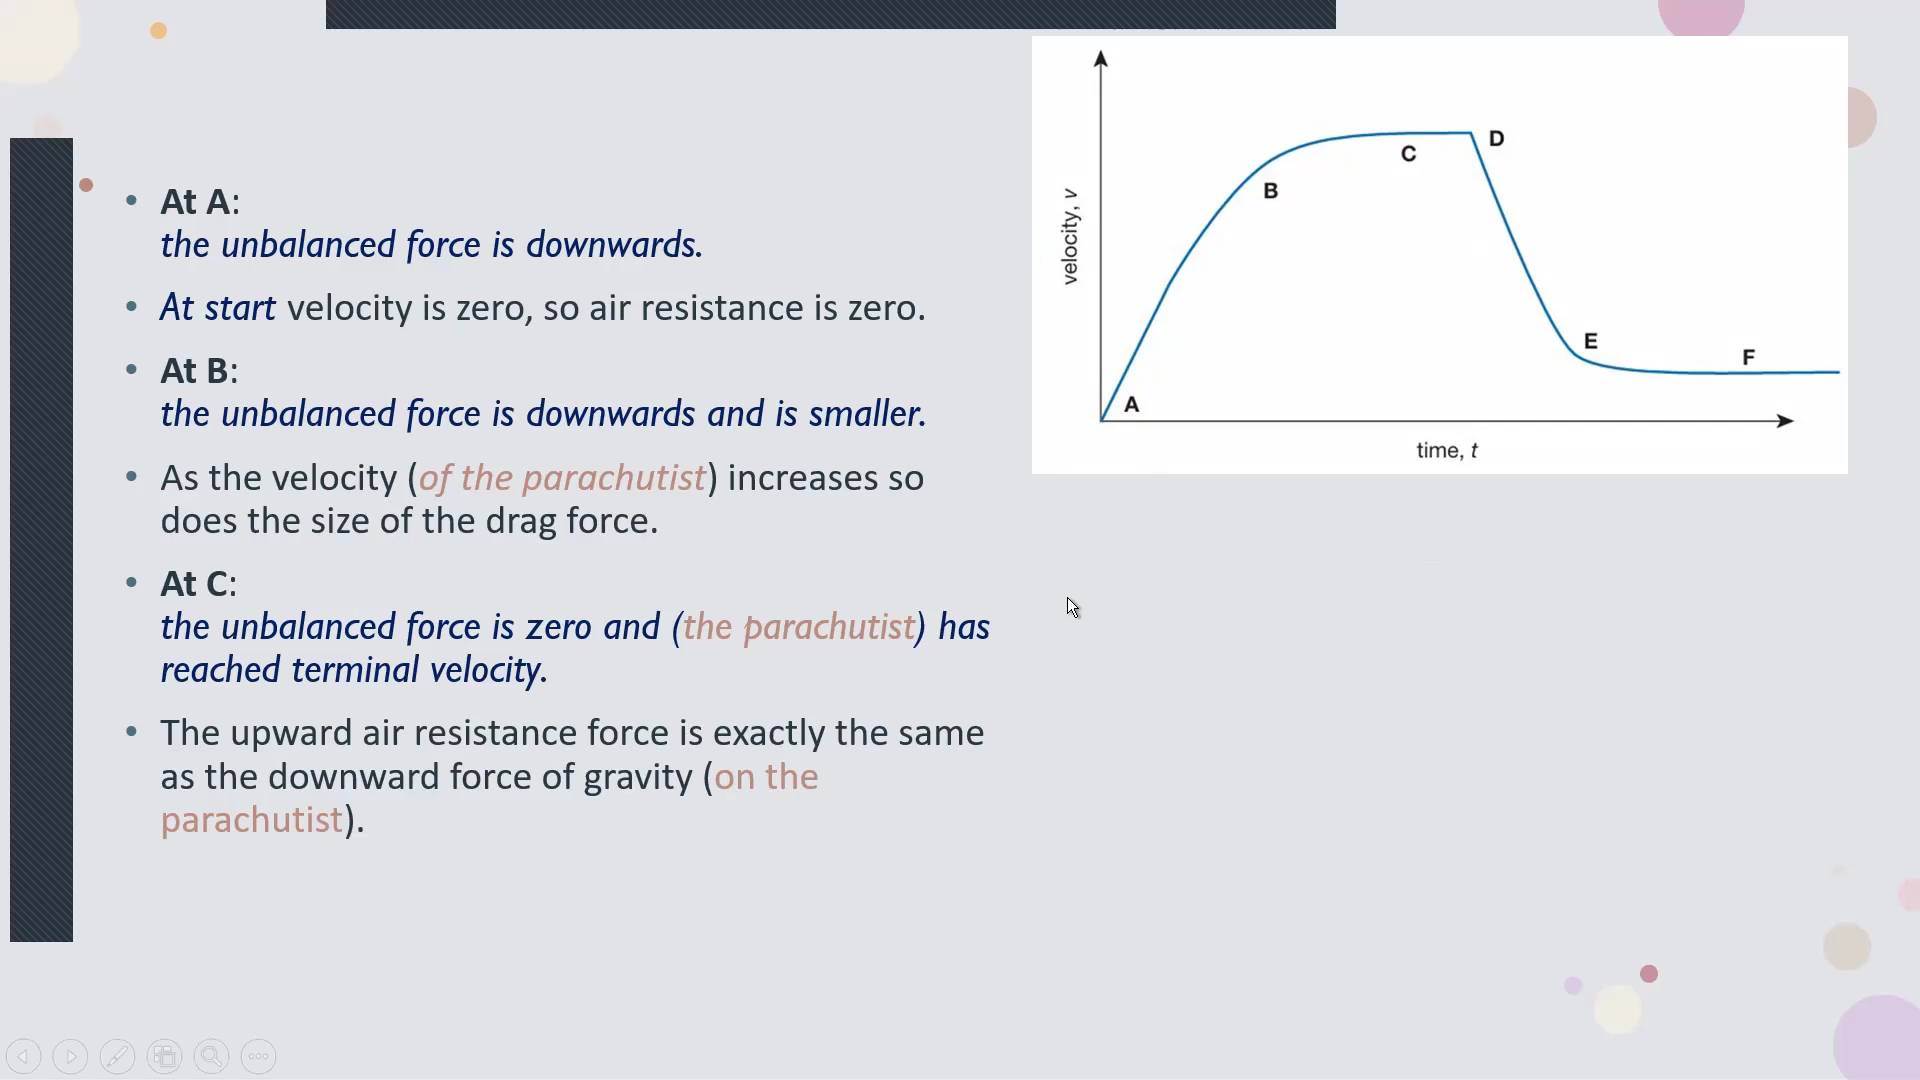 At A:
the unbalanced force is downwards.
At start velocity is zero, so air resistance is zero.
At B:
the unbalanced force is downwards and is smaller.
As the velocity (of the parachutist) increases so
does the size of the drag force.
At C:
the unbalanced force is zero and (the parachutist) has
reached terminal velocity.
The upward air resistance force is exactly the same
as the downward force of gravity (on the
parachutist).
velocity, v
A
B
C
D
E
F
time, t